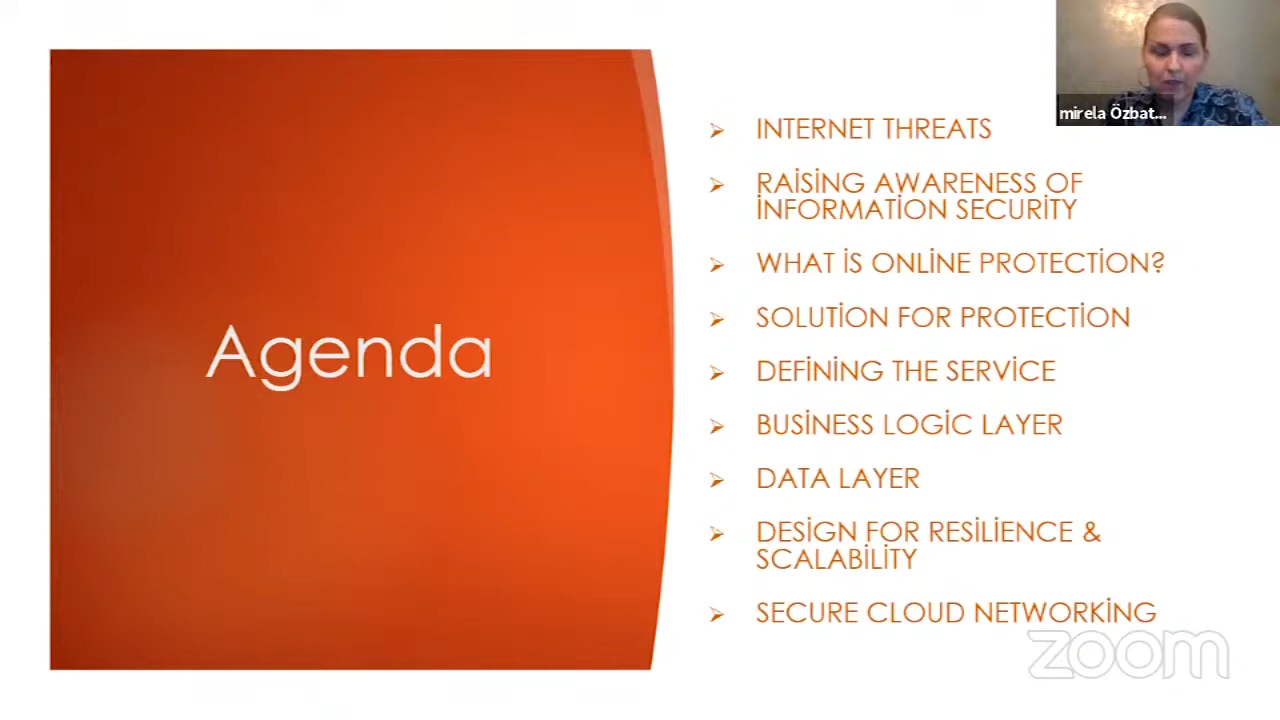 mirela Özbat...
Agenda
INTERNET THREATS
RAİSİNG AWARENESS OF
İNFORMATİON SECURİTY
WHAT İS ONLİNE PROTECTİON?
SOLUTİON FOR PROTECTİON
DEFİNİNG THE SERVİCE
BUSİNESS LOGİC LAYER
DATA LAYER
DESİGN FOR RESİLİENCE &
SCALABİLİTY
SECURE CLOUD NETWORKİNG
zoom